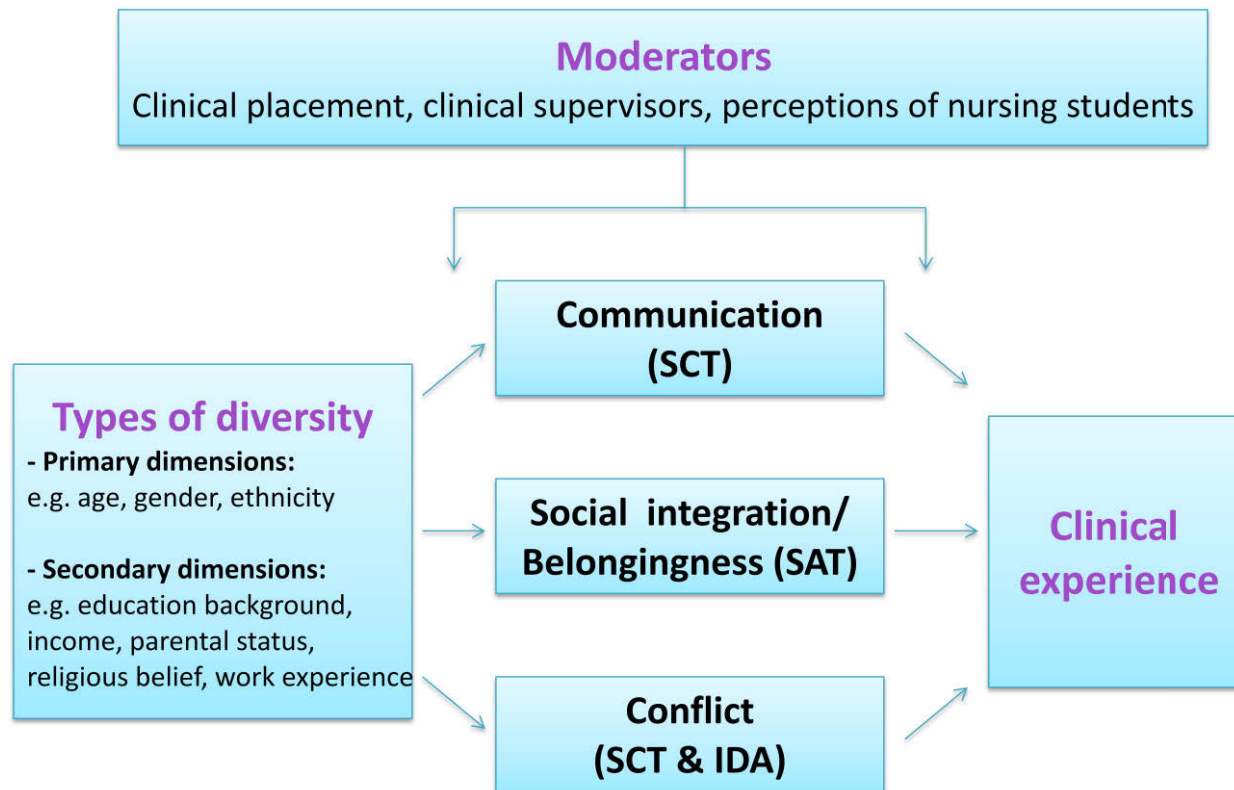 Moderators
Clinical placement, clinical supervisors, perceptions of nursing students
Communication
(SCT)
Types of diversity
- Primary dimensions:
e.g. age, gender, ethnicity
- Secondary dimensions:
e.g. education background,
income, parental status,
religious belief, work experience
Social integration/
Belongingness (SAT)
Conflict
(SCT & IDA)
Clinical
experience